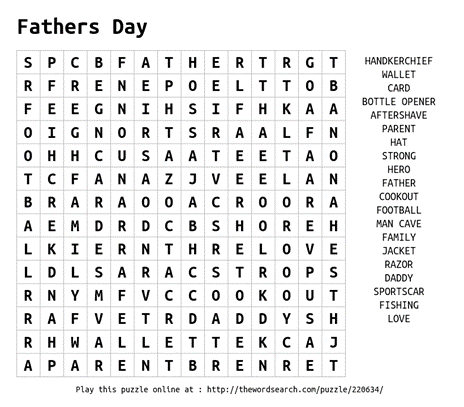 Fathers Day
S P C B F A T H E R T R G T
R F R E N E P O E L T T O B
F E E G N I H S I F H K A A
O I G N O R T S R A A L F N
O H H C U S A A T E E T A O
T C F A N A Z J V E E L A N
B R A R A O O A C R O O R A
A E M D R D C B S H O R E H
L K I E R N T H R E L O V E
L D L S A R A C S T R O P S
R N Y M F V C C O O K O U T
R A F V E T R D A D D Y S H
R H W A L L E T T E K C A J
A P A R E N T B R E N R E T
HANDKERCHIEF
WALLET
CARD
BOTTLE OPENER
AFTERSHAVE
PARENT
HAT
STRONG
HERO
FATHER
COOKOUT
FOOTBALL
MAN CAVE
FAMILY
JACKET
RAZOR
DADDY
SPORTSCAR
FISHING
LOVE
Play this puzzle online at : http://thewordsearch.com/puzzle/220634/